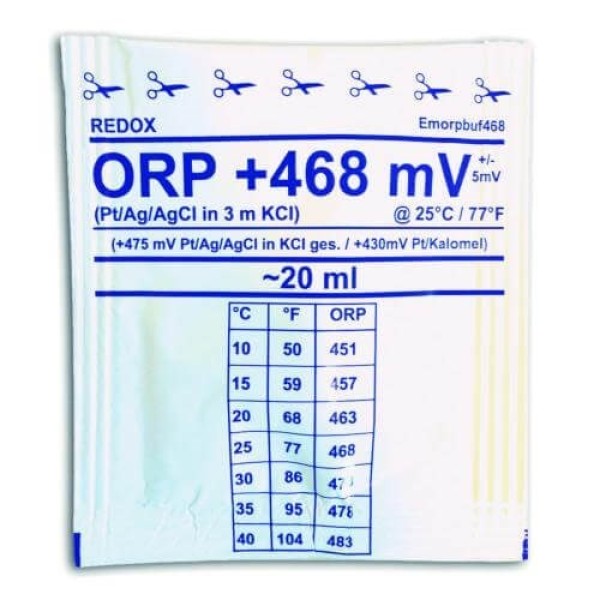 REDOX Emorpbuf468
ORP +468 mV +/- 5mV
(Pt/Ag/AgCl in 3 m KCl) @ 25°C / 77°F
(+475 mV Pt/Ag/AgCl in KCl ges. / +430mV Pt/Kalomel)
~20 ml
°C °F ORP
10 50 451
15 59 457
20 68 463
25 77 468
30 86
35 95 478
40 104 483